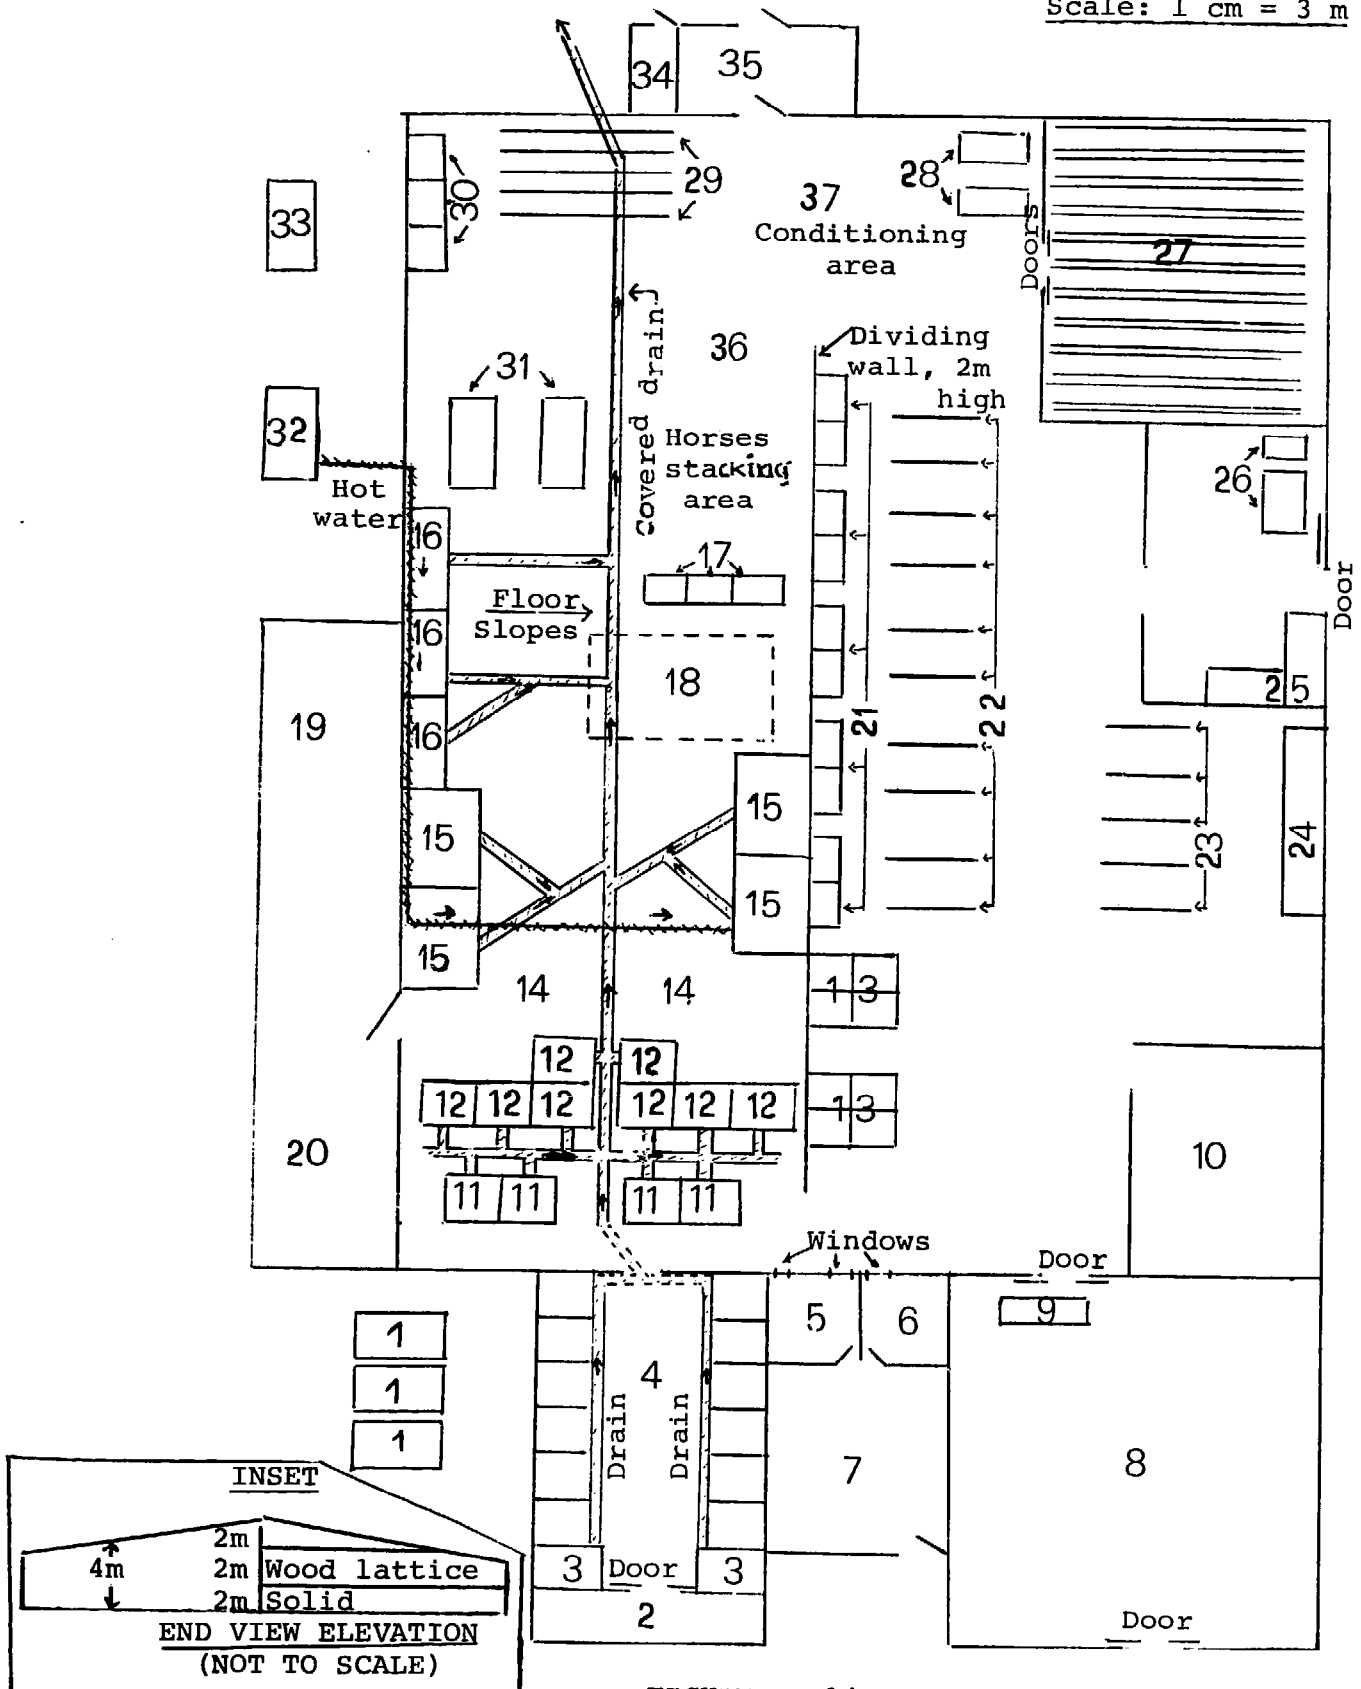 Scale: 1 cm = 3 m
34
35
33
30
29
28
37
Conditioning
area
Doors
27
36
Covered drain
Dividing
wall, 2m
high
31
32
Hot
water
Horses
stacking
area
26
Door
16
17
Floor
Slopes
16
18
25
19
16
21
22
15
15
23
24
15
15
14
14
13
12
12
12
12
12
12
12
12
13
20
10
11
11
11
11
Windows
Door
5
6
9
1
4
1
Drain
Drain
1
7
8
INSET
2m
4m
2m
Wood lattice
2m
Solid
END VIEW ELEVATION
(NOT TO SCALE)
3
Door
3
2
Door